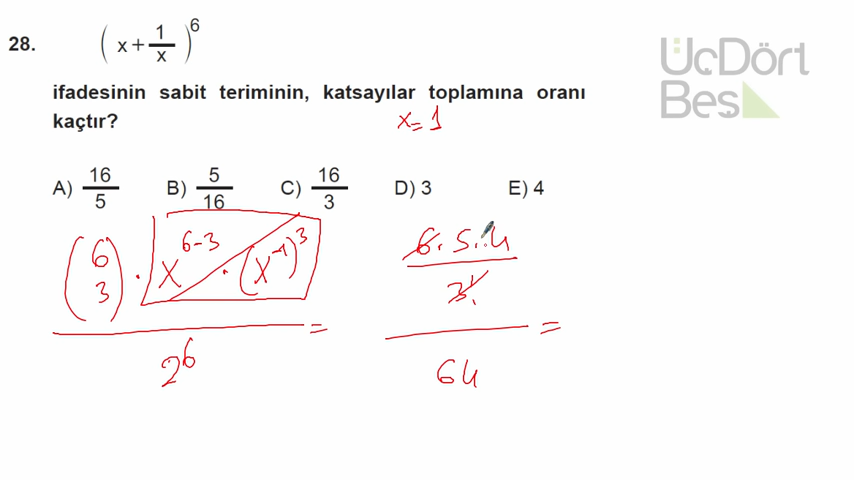 28. ( x + 1/x )^6
ifadesinin sabit teriminin, katsayılar toplamına oranı
kaçtır?
x = 1
A) 16/5 B) 5/16 C) 16/3 D) 3 E) 4
(6 3) · x^(6-3) · (x^-1)^3 / 2^6 =
6 · 5 · 4 / 3! / 64 =
ÜçDört
Beş